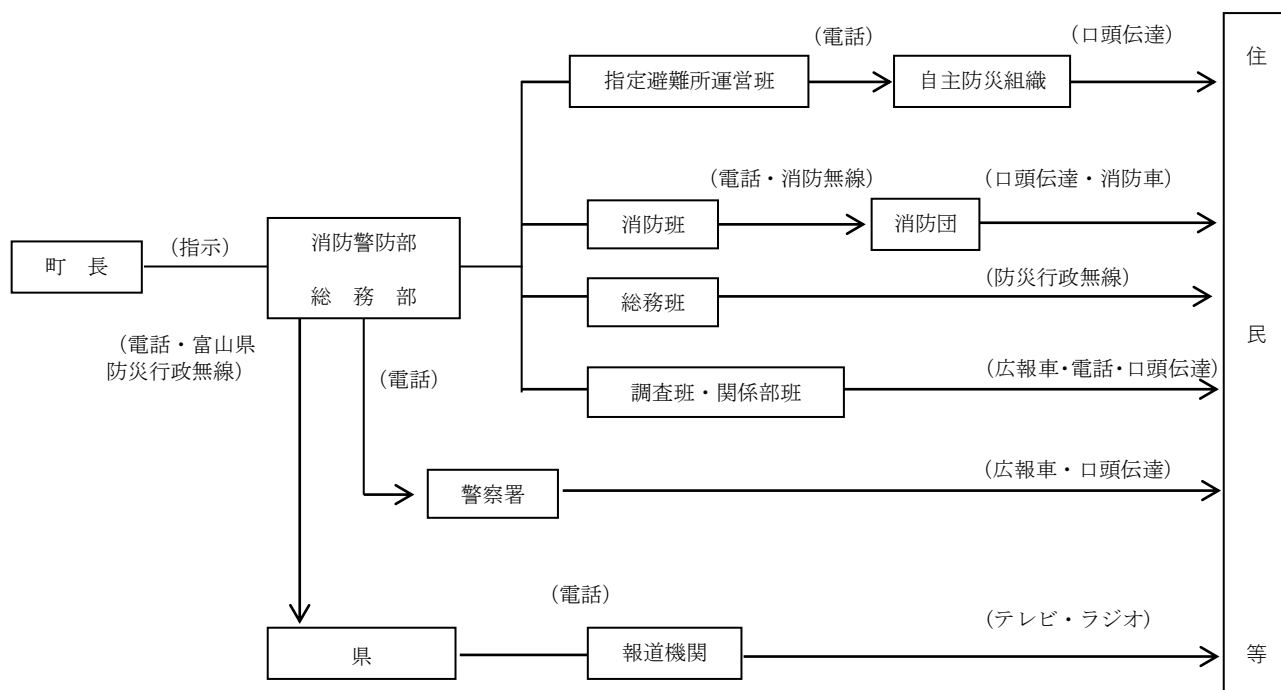 (電話)
(口頭伝達)
指定避難所運営班
自主防災組織
(電話・消防無線)
(口頭伝達・消防車)
消防班
消防団
町　長
(指示)
消防警防部
総　務　部
(防災行政無線)
総務班
(電話・富山県
防災行政無線)
(電話)
(広報車・電話・口頭伝達)
調査班・関係部班
(広報車・口頭伝達)
警察署
(電話)
(テレビ・ラジオ)
県
報道機関
住
民
等